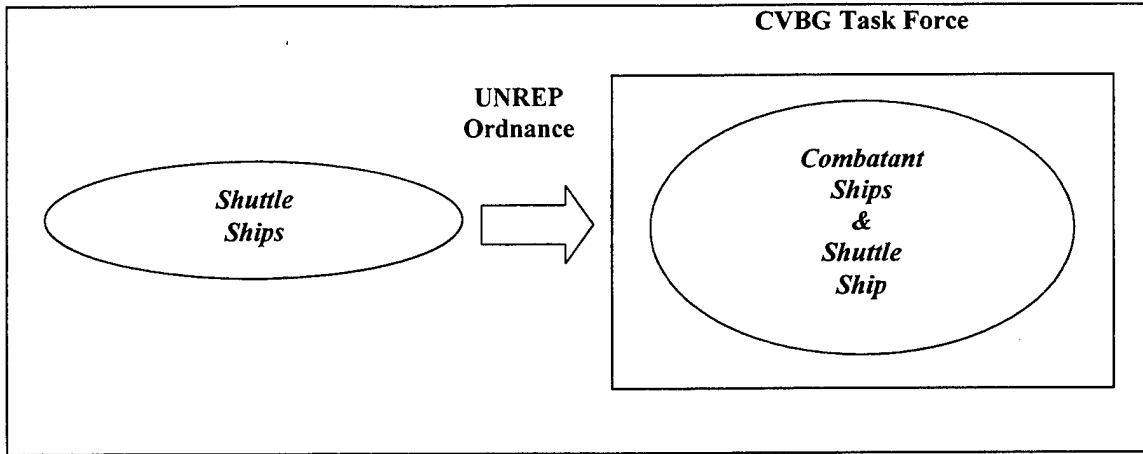 CVBG Task Force
UNREP
Ordnance
Shuttle
Ships
Combatant
Ships
&
Shuttle
Ship